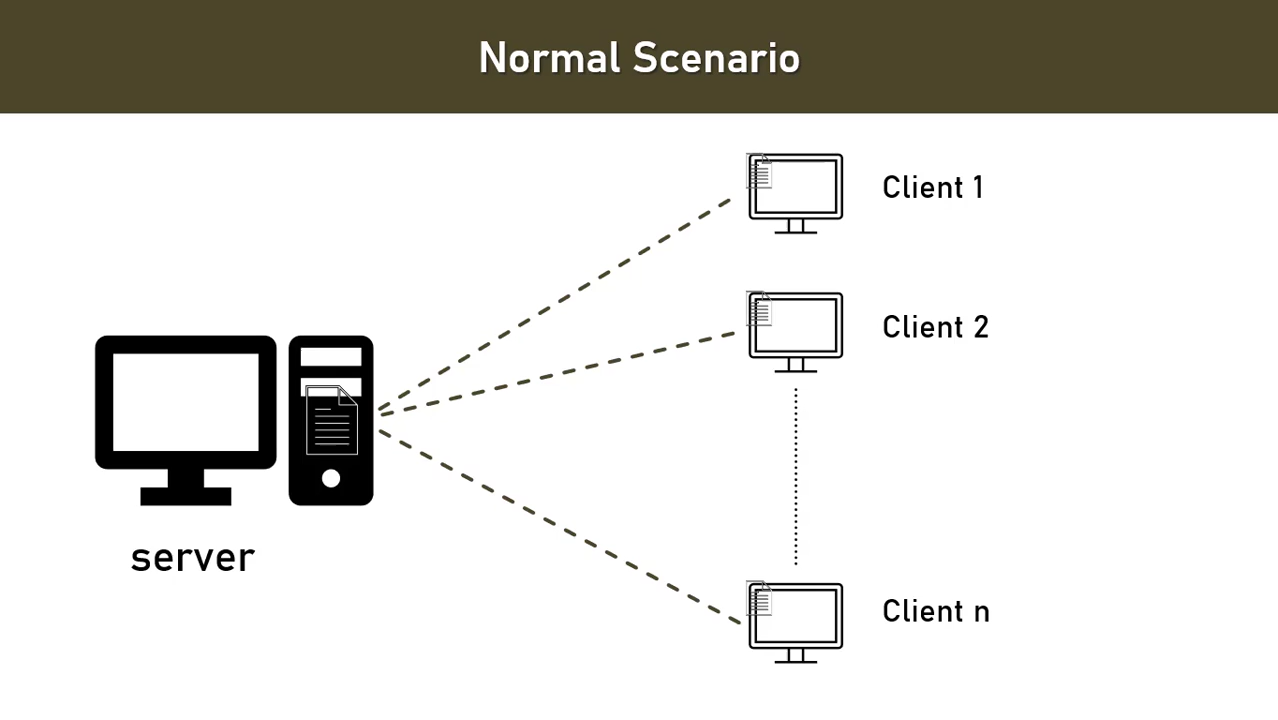 Normal Scenario
Client 1
Client 2
server
Client n